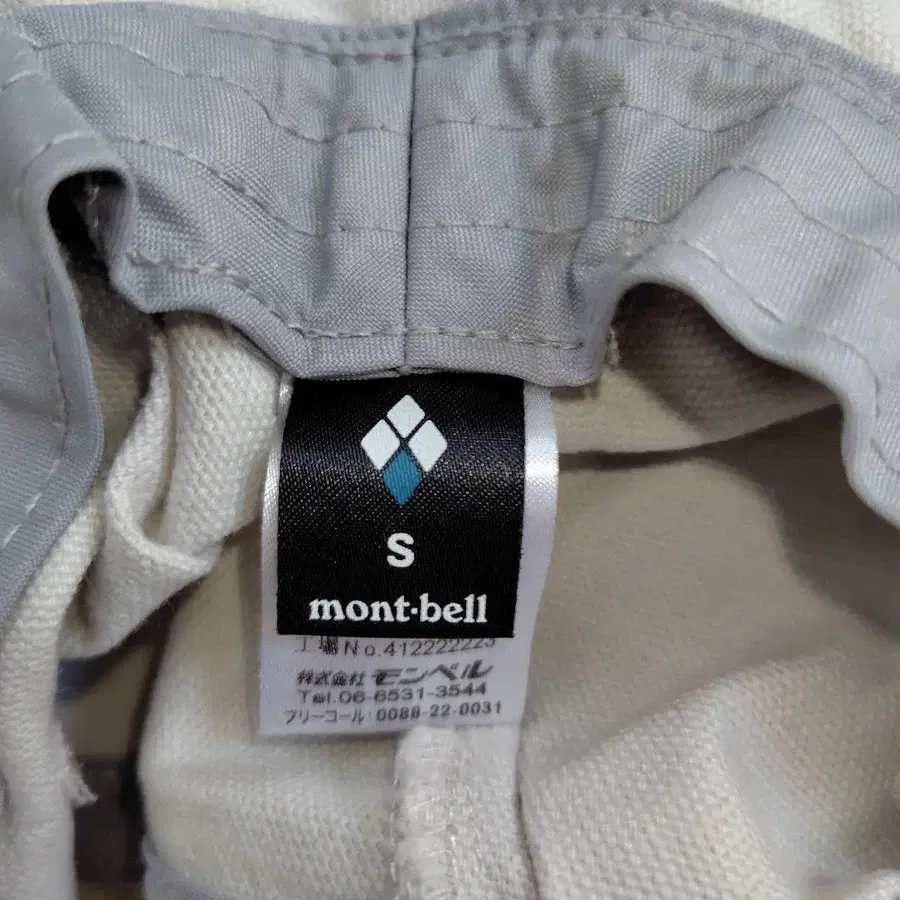 S
mont·bell
工場No.412222223
株式会社 モンベル
Tel.06-6531-3544
フリーコール：0088-22-0031